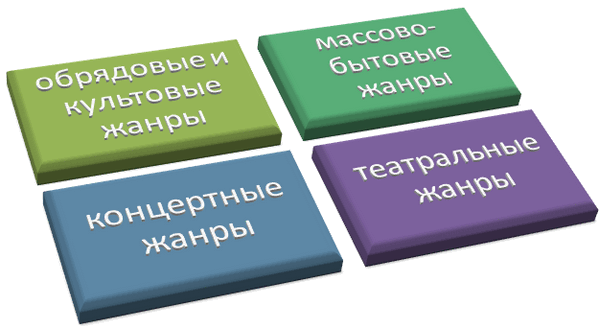 обрядовые и
культовые
жанры
массово-
бытовые
жанры
концертные
жанры
театральные
жанры